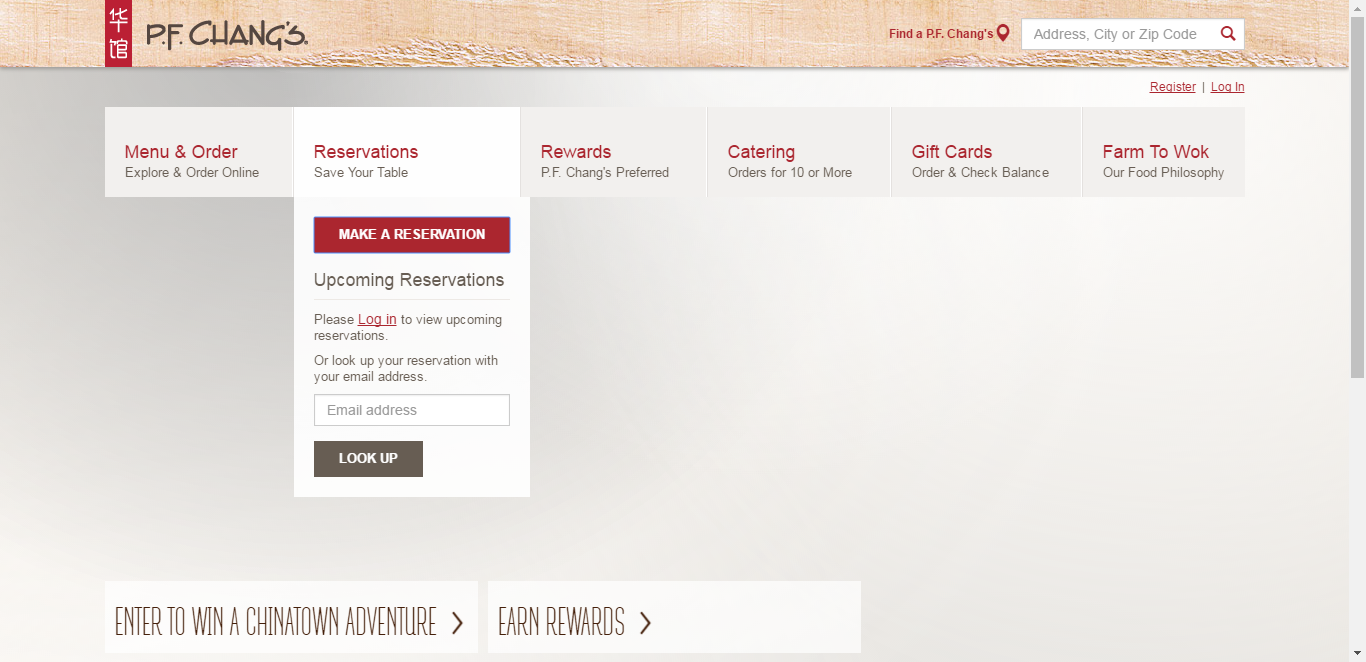 华
馆
P.F. CHANG'S.
Find a P.F. Chang's
Address, City or Zip Code
Register | Log In
Menu & Order
Explore & Order Online
Reservations
Save Your Table
Rewards
P.F. Chang's Preferred
Catering
Orders for 10 or More
Gift Cards
Order & Check Balance
Farm To Wok
Our Food Philosophy
MAKE A RESERVATION
Upcoming Reservations
Please Log in to view upcoming
reservations.
Or look up your reservation with
your email address.
Email address
LOOK UP
ENTER TO WIN A CHINATOWN ADVENTURE
EARN REWARDS